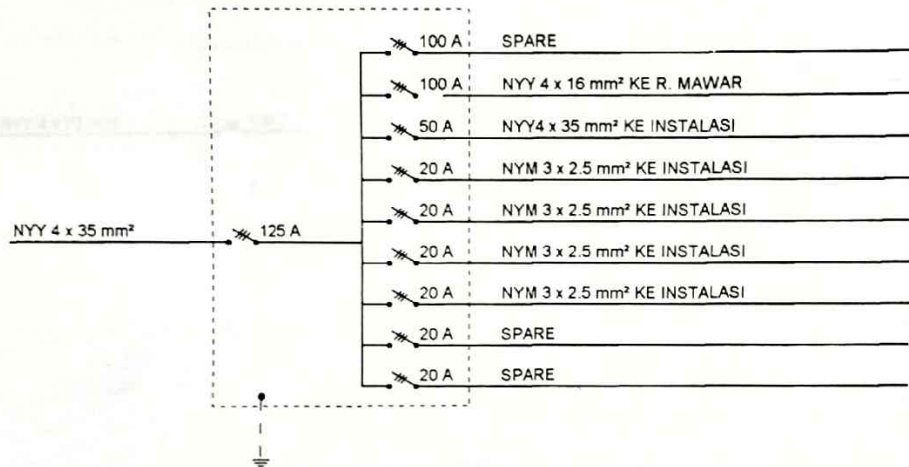 100 A SPARE
100 A NYY 4 x 16 mm² KE R. MAWAR
50 A NYY4 x 35 mm² KE INSTALASI
20 A NYM 3 x 2.5 mm² KE INSTALASI
20 A NYM 3 x 2.5 mm² KE INSTALASI
NYY 4 x 35 mm² 125 A
20 A NYM 3 x 2.5 mm² KE INSTALASI
20 A NYM 3 x 2.5 mm² KE INSTALASI
20 A SPARE
20 A SPARE